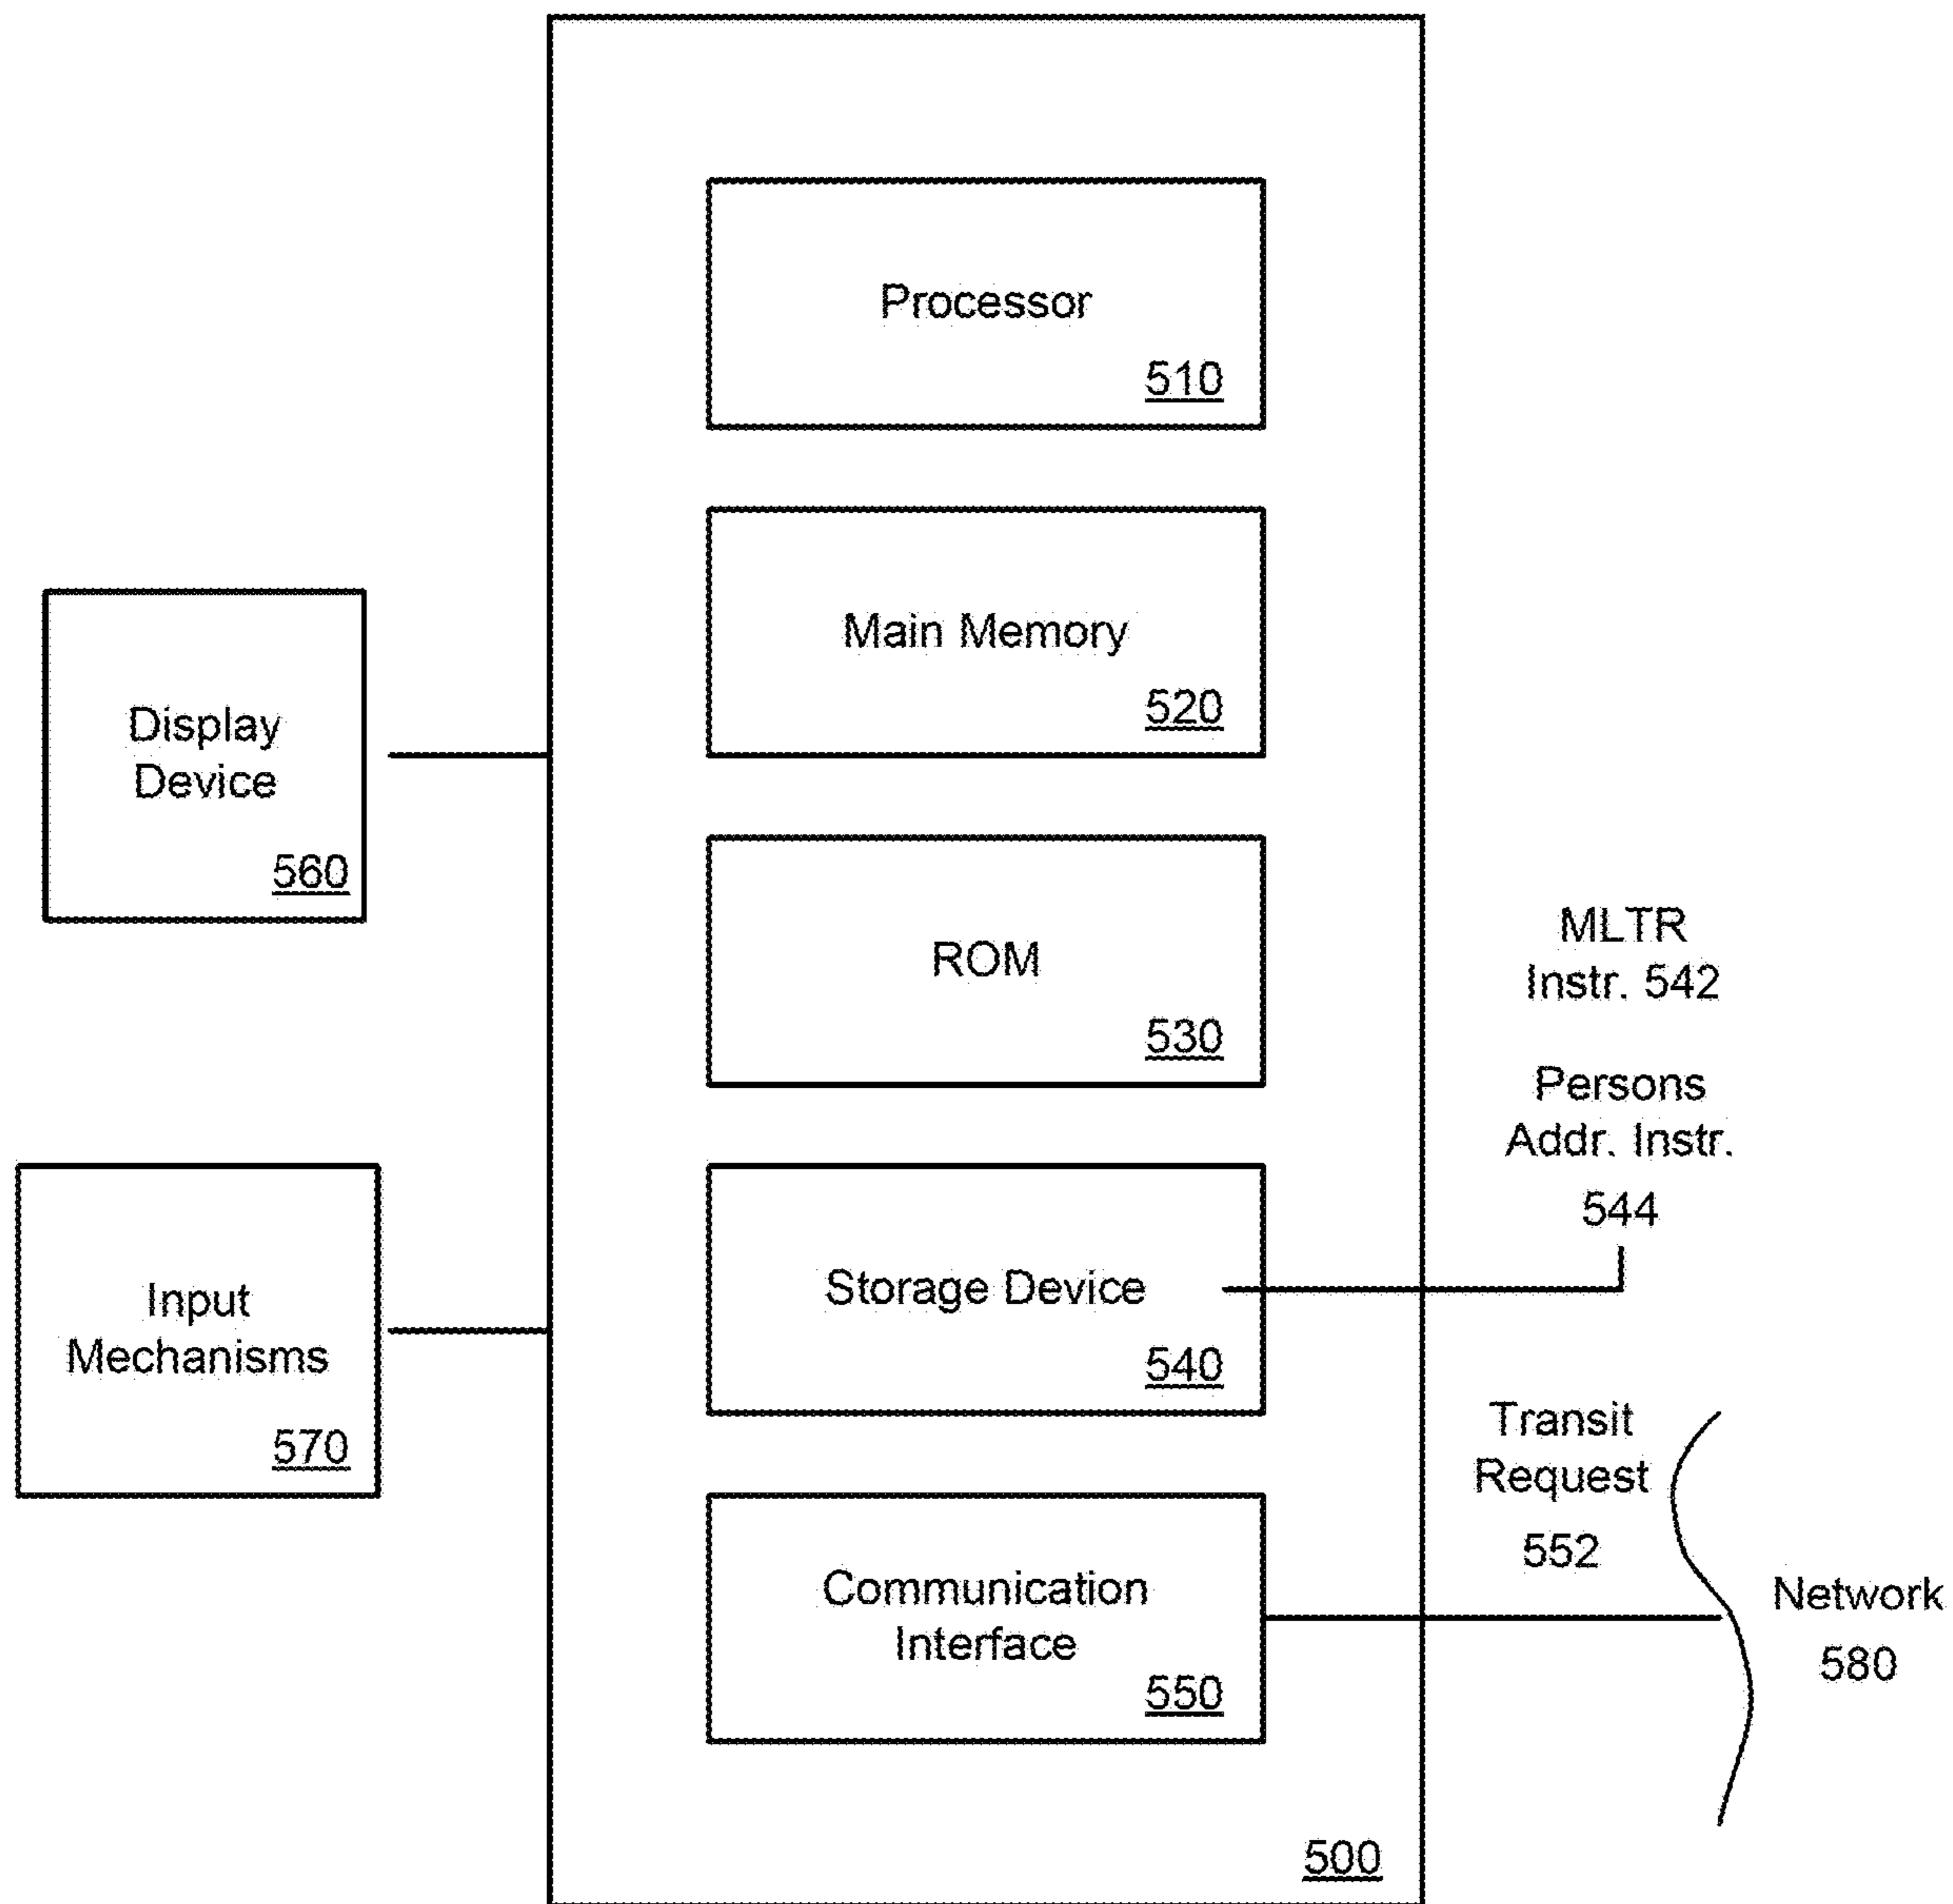 Processor
510
Main Memory
520
Display
Device
560
ROM
530
MLTR
Instr. 542
Persons
Addr. Instr.
544
Storage Device
540
Input
Mechanisms
570
Transit
Request
552
Communication
Interface
550
Network
580
500